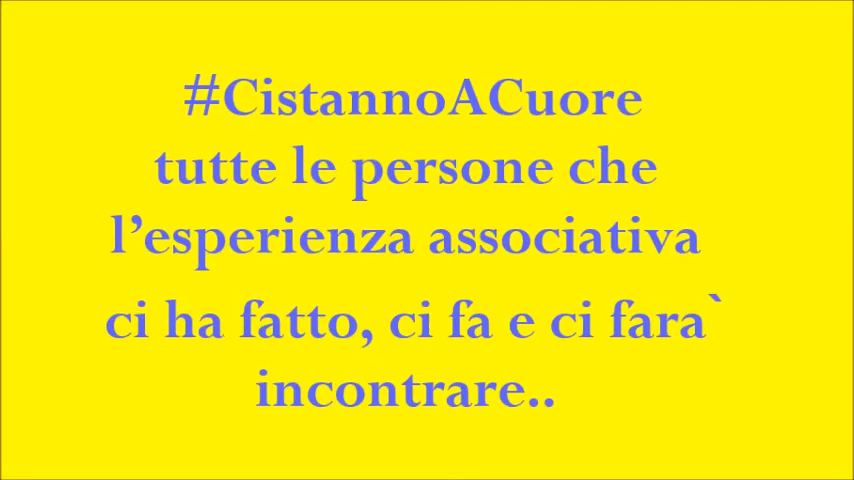 #CistannoACuore
tutte le persone che
l’esperienza associativa
ci ha fatto, ci fa e ci fara`
incontrare..